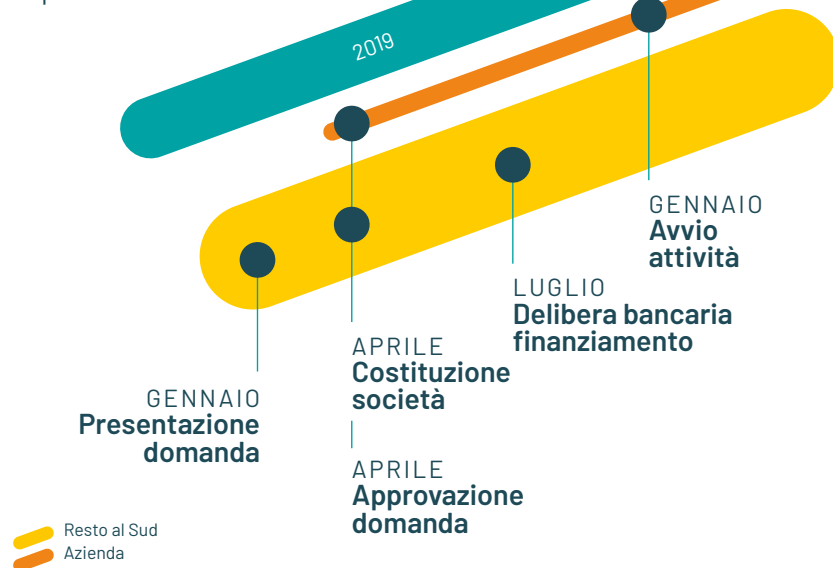 2019
GENNAIO
Avvio
attività
LUGLIO
Delibera bancaria
finanziamento
APRILE
Costituzione
società
GENNAIO
Presentazione
domanda
APRILE
Approvazione
domanda
Resto al Sud
Azienda